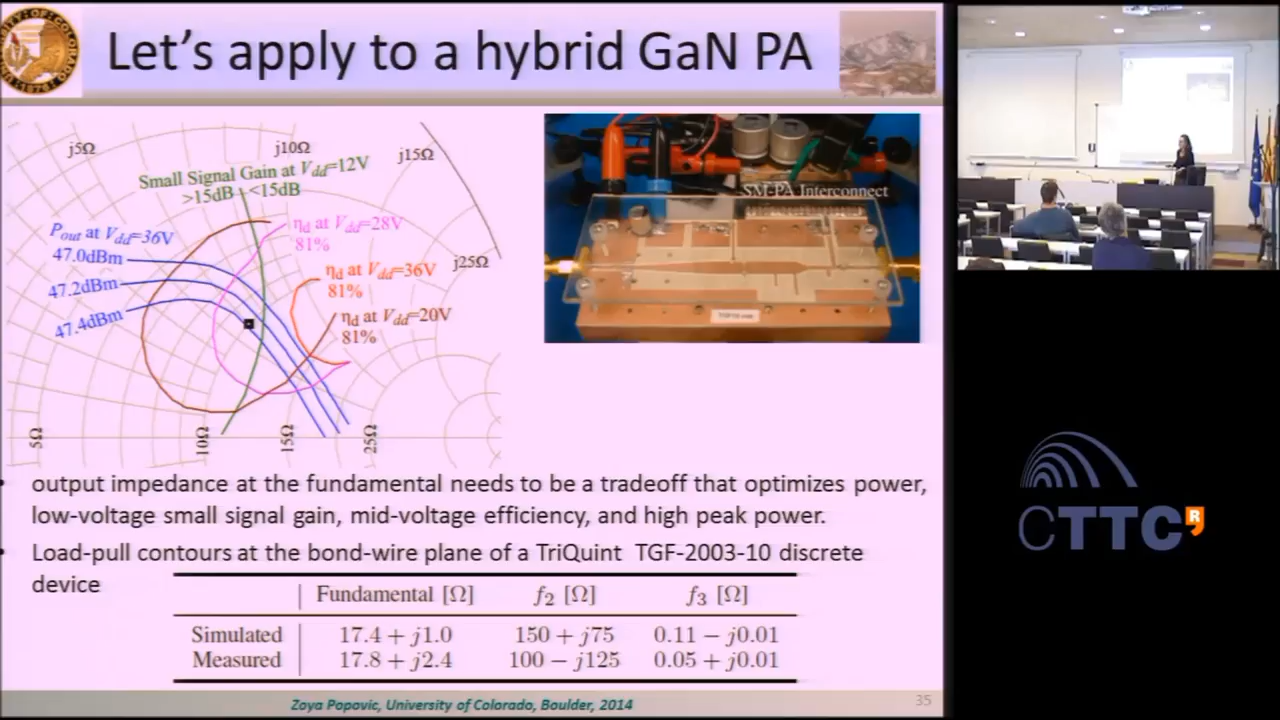 Let's apply to a hybrid GaN PA
j5Ω
j10Ω
j15Ω
j25Ω
Small Signal Gain at Vdd=12V
>15dB <15dB
Pout at Vdd=36V
47.0dBm
47.2dBm
47.4dBm
ηd at Vdd=28V
81%
ηd at Vdd=36V
81%
ηd at Vdd=20V
81%
5Ω
10Ω
15Ω
25Ω
SM-PA Interconnect
output impedance at the fundamental needs to be a tradeoff that optimizes power,
low-voltage small signal gain, mid-voltage efficiency, and high peak power.
Load-pull contours at the bond-wire plane of a TriQuint TGF-2003-10 discrete
device
Fundamental [Ω] f2 [Ω] f3 [Ω]
Simulated 17.4 + j1.0 150 + j75 0.11 − j0.01
Measured 17.8 + j2.4 100 − j125 0.05 + j0.01
Zoya Popovic, University of Colorado, Boulder, 2014
35
CTTC
R